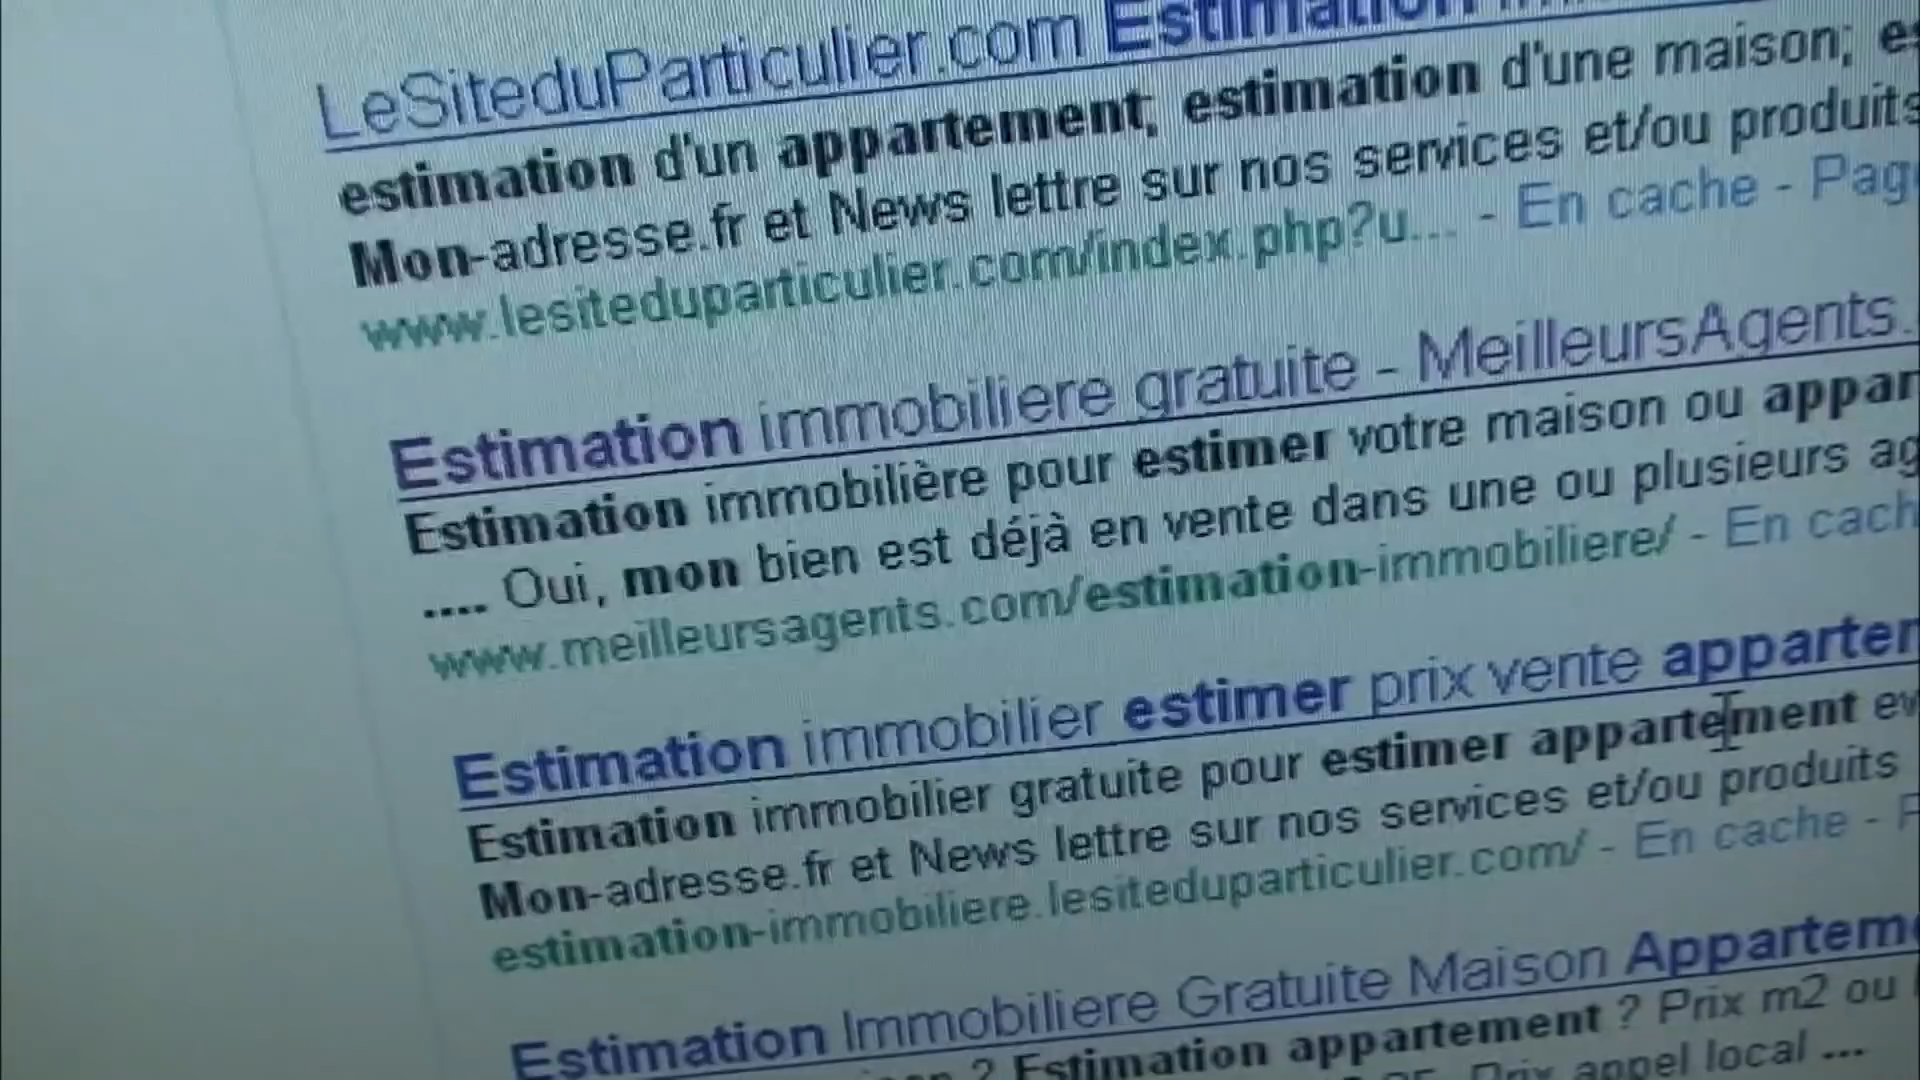 LeSiteduParticulier.com Estimation
estimation d'un appartement, estimation d'une maison; es
Mon-adresse.fr et News lettre sur nos services et/ou produits
www.lesiteduparticulier.com/index.php?u... - En cache - Pag
Estimation immobiliere gratuite - MeilleursAgents.
Estimation immobilière pour estimer votre maison ou appar
.... Oui, mon bien est déjà en vente dans une ou plusieurs ag
www.meilleursagents.com/estimation-immobiliere/ - En cach
Estimation immobilier estimer prix vente apparte
Estimation immobilier gratuite pour estimer appartement ev
Mon-adresse.fr et News lettre sur nos services et/ou produits
estimation-immobiliere.lesiteduparticulier.com/ - En cache - P
Estimation Immobiliere Gratuite Maison Apparteme
? Estimation appartement ? Prix m2 ou
Prix appel local ...